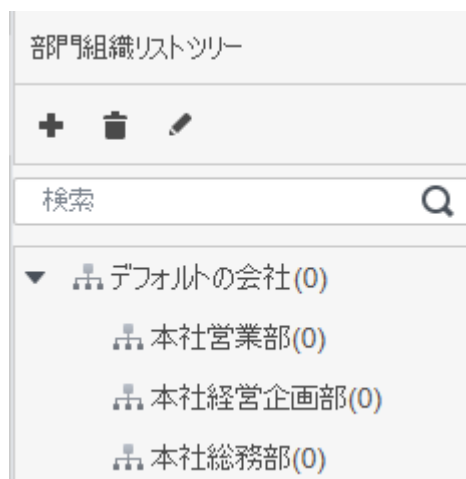 部門組織リストツリー
検索
デフォルトの会社(0)
本社営業部(0)
本社経営企画部(0)
本社総務部(0)